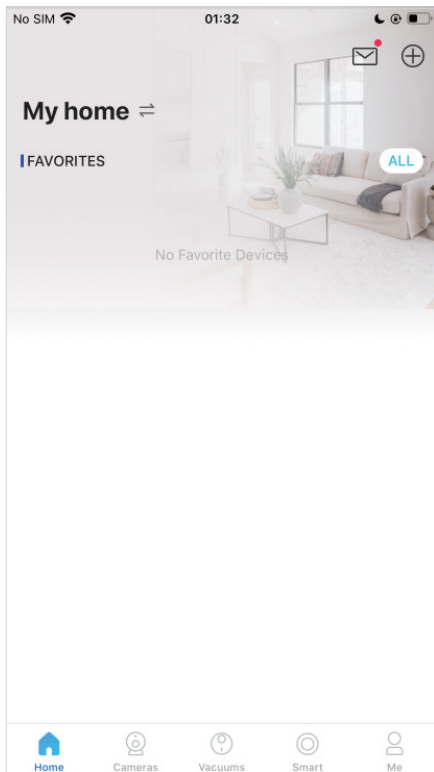 No SIM 01:32
My home
FAVORITES ALL
No Favorite Devices
Home Cameras Vacuums Smart Me